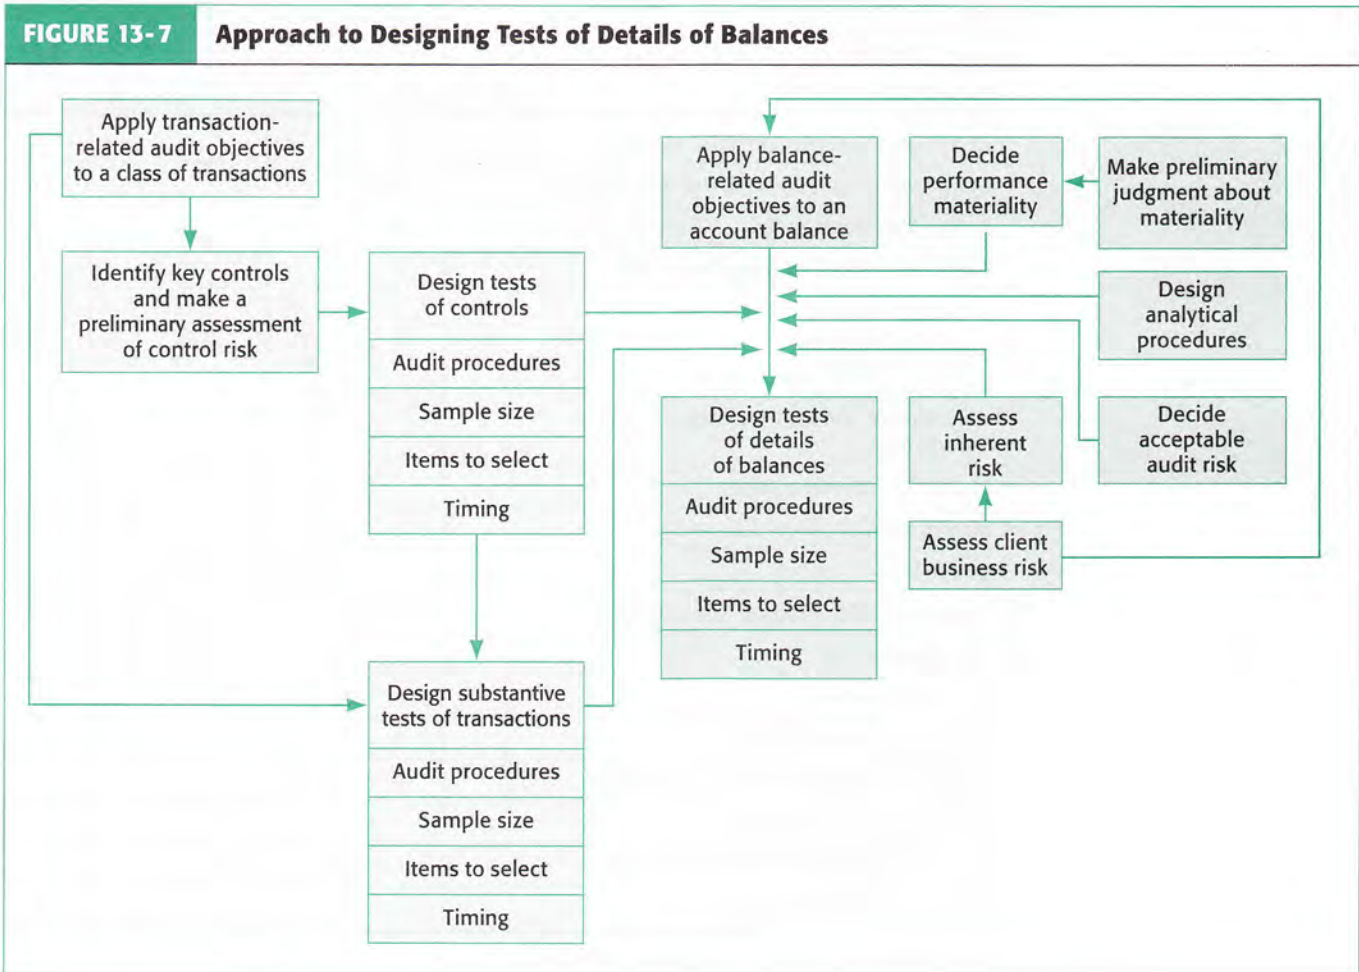 FIGURE 13-7
Approach to Designing Tests of Details of Balances
Apply transaction-
related audit objectives
to a class of transactions
Identify key controls
and make a
preliminary assessment
of control risk
Design tests
of controls
Audit procedures
Sample size
Items to select
Timing
Design substantive
tests of transactions
Audit procedures
Sample size
Items to select
Timing
Apply balance-
related audit
objectives to an
account balance
Decide
performance
materiality
Make preliminary
judgment about
materiality
Design
analytical
procedures
Design tests
of details
of balances
Audit procedures
Sample size
Items to select
Timing
Assess
inherent
risk
Decide
acceptable
audit risk
Assess client
business risk